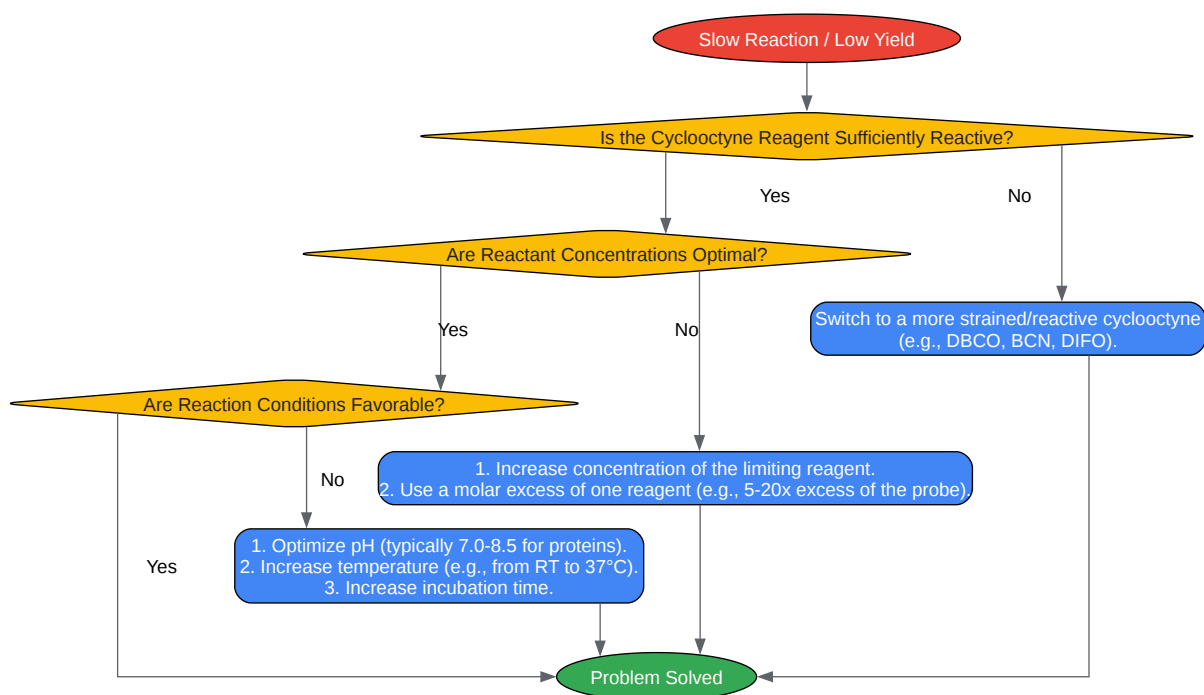 Slow Reaction / Low Yield
Is the Cyclooctyne Reagent Sufficiently Reactive?
Yes
No
Are Reactant Concentrations Optimal?
Yes
No
Switch to a more strained/reactive cyclooctyne
(e.g., DBCO, BCN, DIFO).
Are Reaction Conditions Favorable?
No
1. Increase concentration of the limiting reagent.
2. Use a molar excess of one reagent (e.g., 5-20x excess of the probe).
Yes
1. Optimize pH (typically 7.0-8.5 for proteins).
2. Increase temperature (e.g., from RT to 37°C).
3. Increase incubation time.
Problem Solved